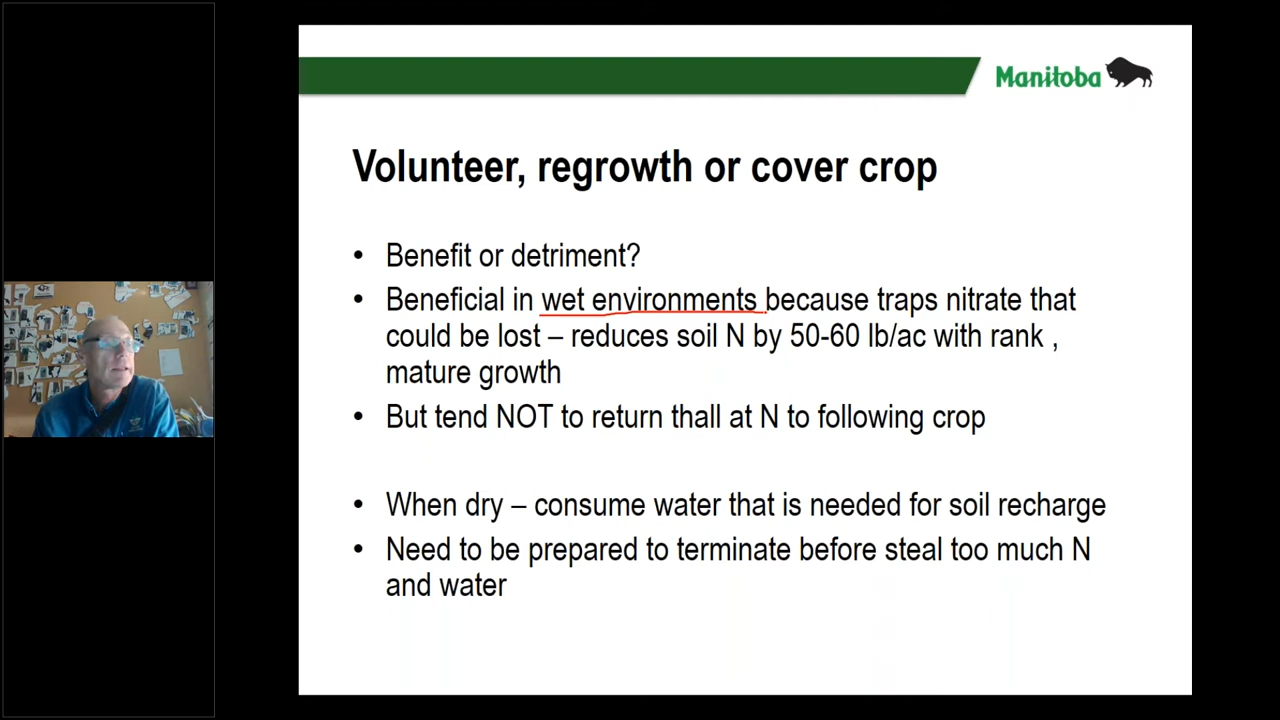 Manitoba
Volunteer, regrowth or cover crop
• Benefit or detriment?
• Beneficial in wet environments because traps nitrate that
could be lost – reduces soil N by 50-60 lb/ac with rank ,
mature growth
• But tend NOT to return thall at N to following crop
• When dry – consume water that is needed for soil recharge
• Need to be prepared to terminate before steal too much N
and water